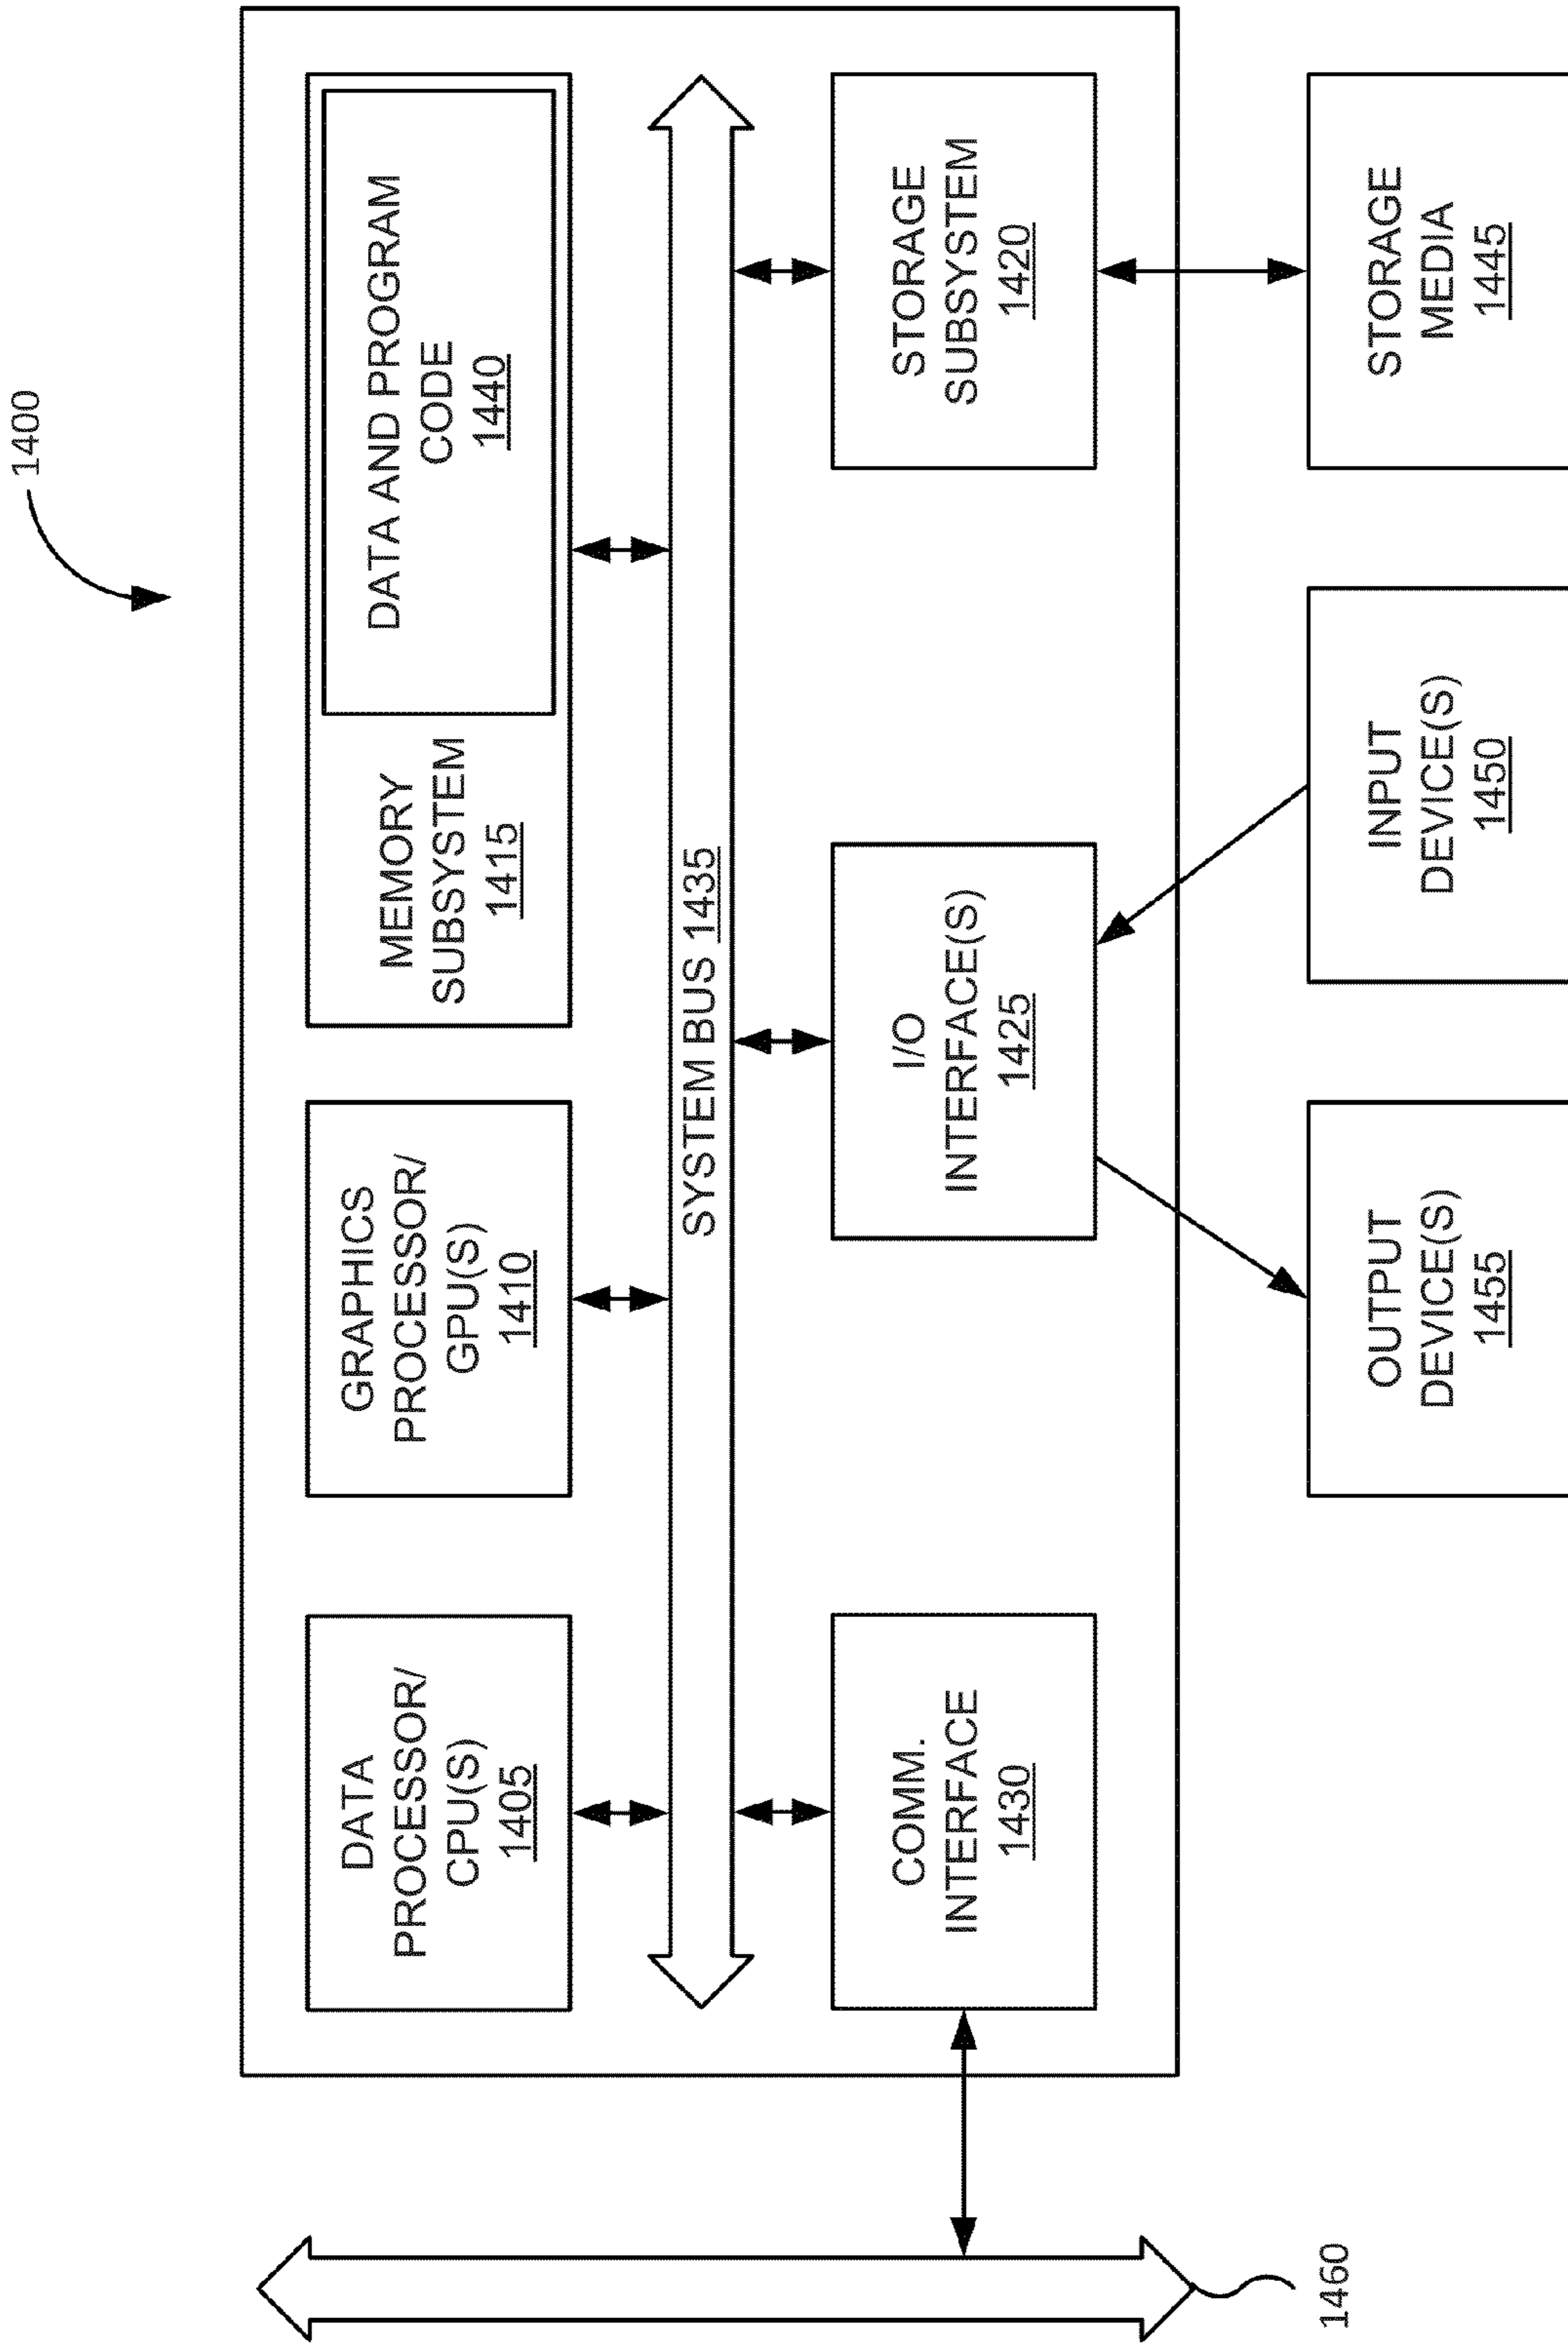 1400
DATA
PROCESSOR/
CPU(S)
1405
GRAPHICS
PROCESSOR/
GPU(S)
1410
MEMORY
SUBSYSTEM
1415
DATA AND PROGRAM
CODE
1440
SYSTEM BUS 1435
COMM.
INTERFACE
1430
I/O
INTERFACE(S)
1425
STORAGE
SUBSYSTEM
1420
1460
OUTPUT
DEVICE(S)
1455
INPUT
DEVICE(S)
1450
STORAGE
MEDIA
1445